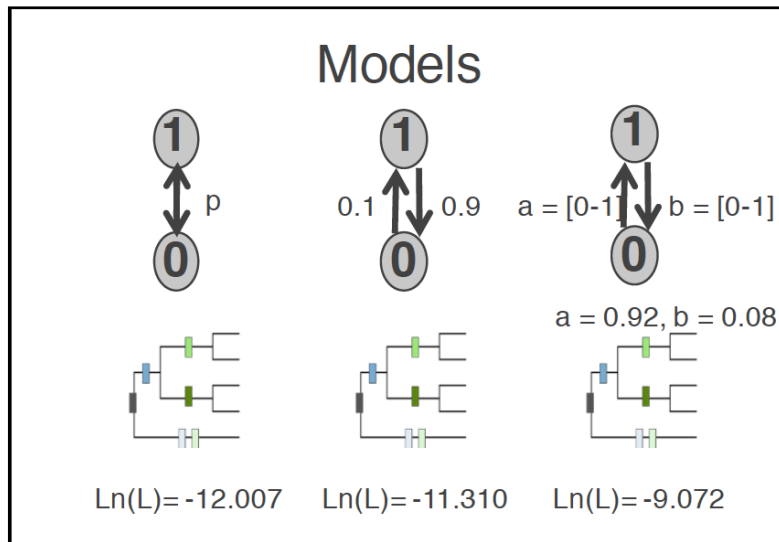 Models
1
p
0
1
0.1
0.9
0
1
a = [0-1]
b = [0-1]
0
a = 0.92, b = 0.08
Ln(L)= -12.007
Ln(L)= -11.310
Ln(L)= -9.072